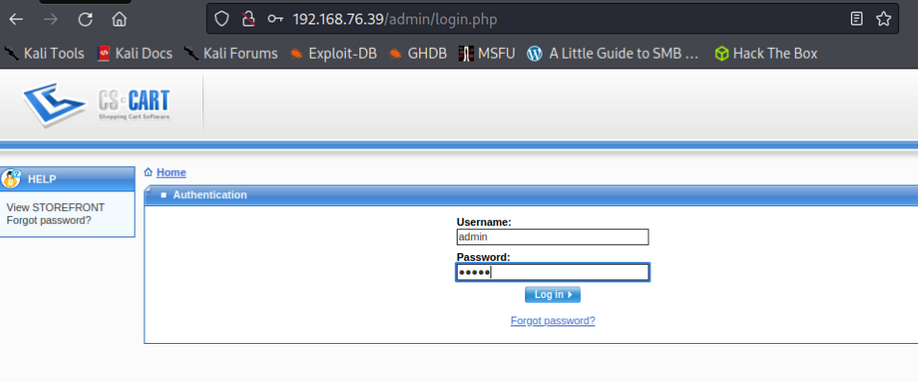 192.168.76.39/admin/login.php
Kali Tools Kali Docs Kali Forums Exploit-DB GHDB MSFU A Little Guide to SMB ... Hack The Box
CS-CART
Shopping Cart Software
HELP
View STOREFRONT
Forgot password?
Home
Authentication
Username:
admin
Password:
•••••
Log in
Forgot password?